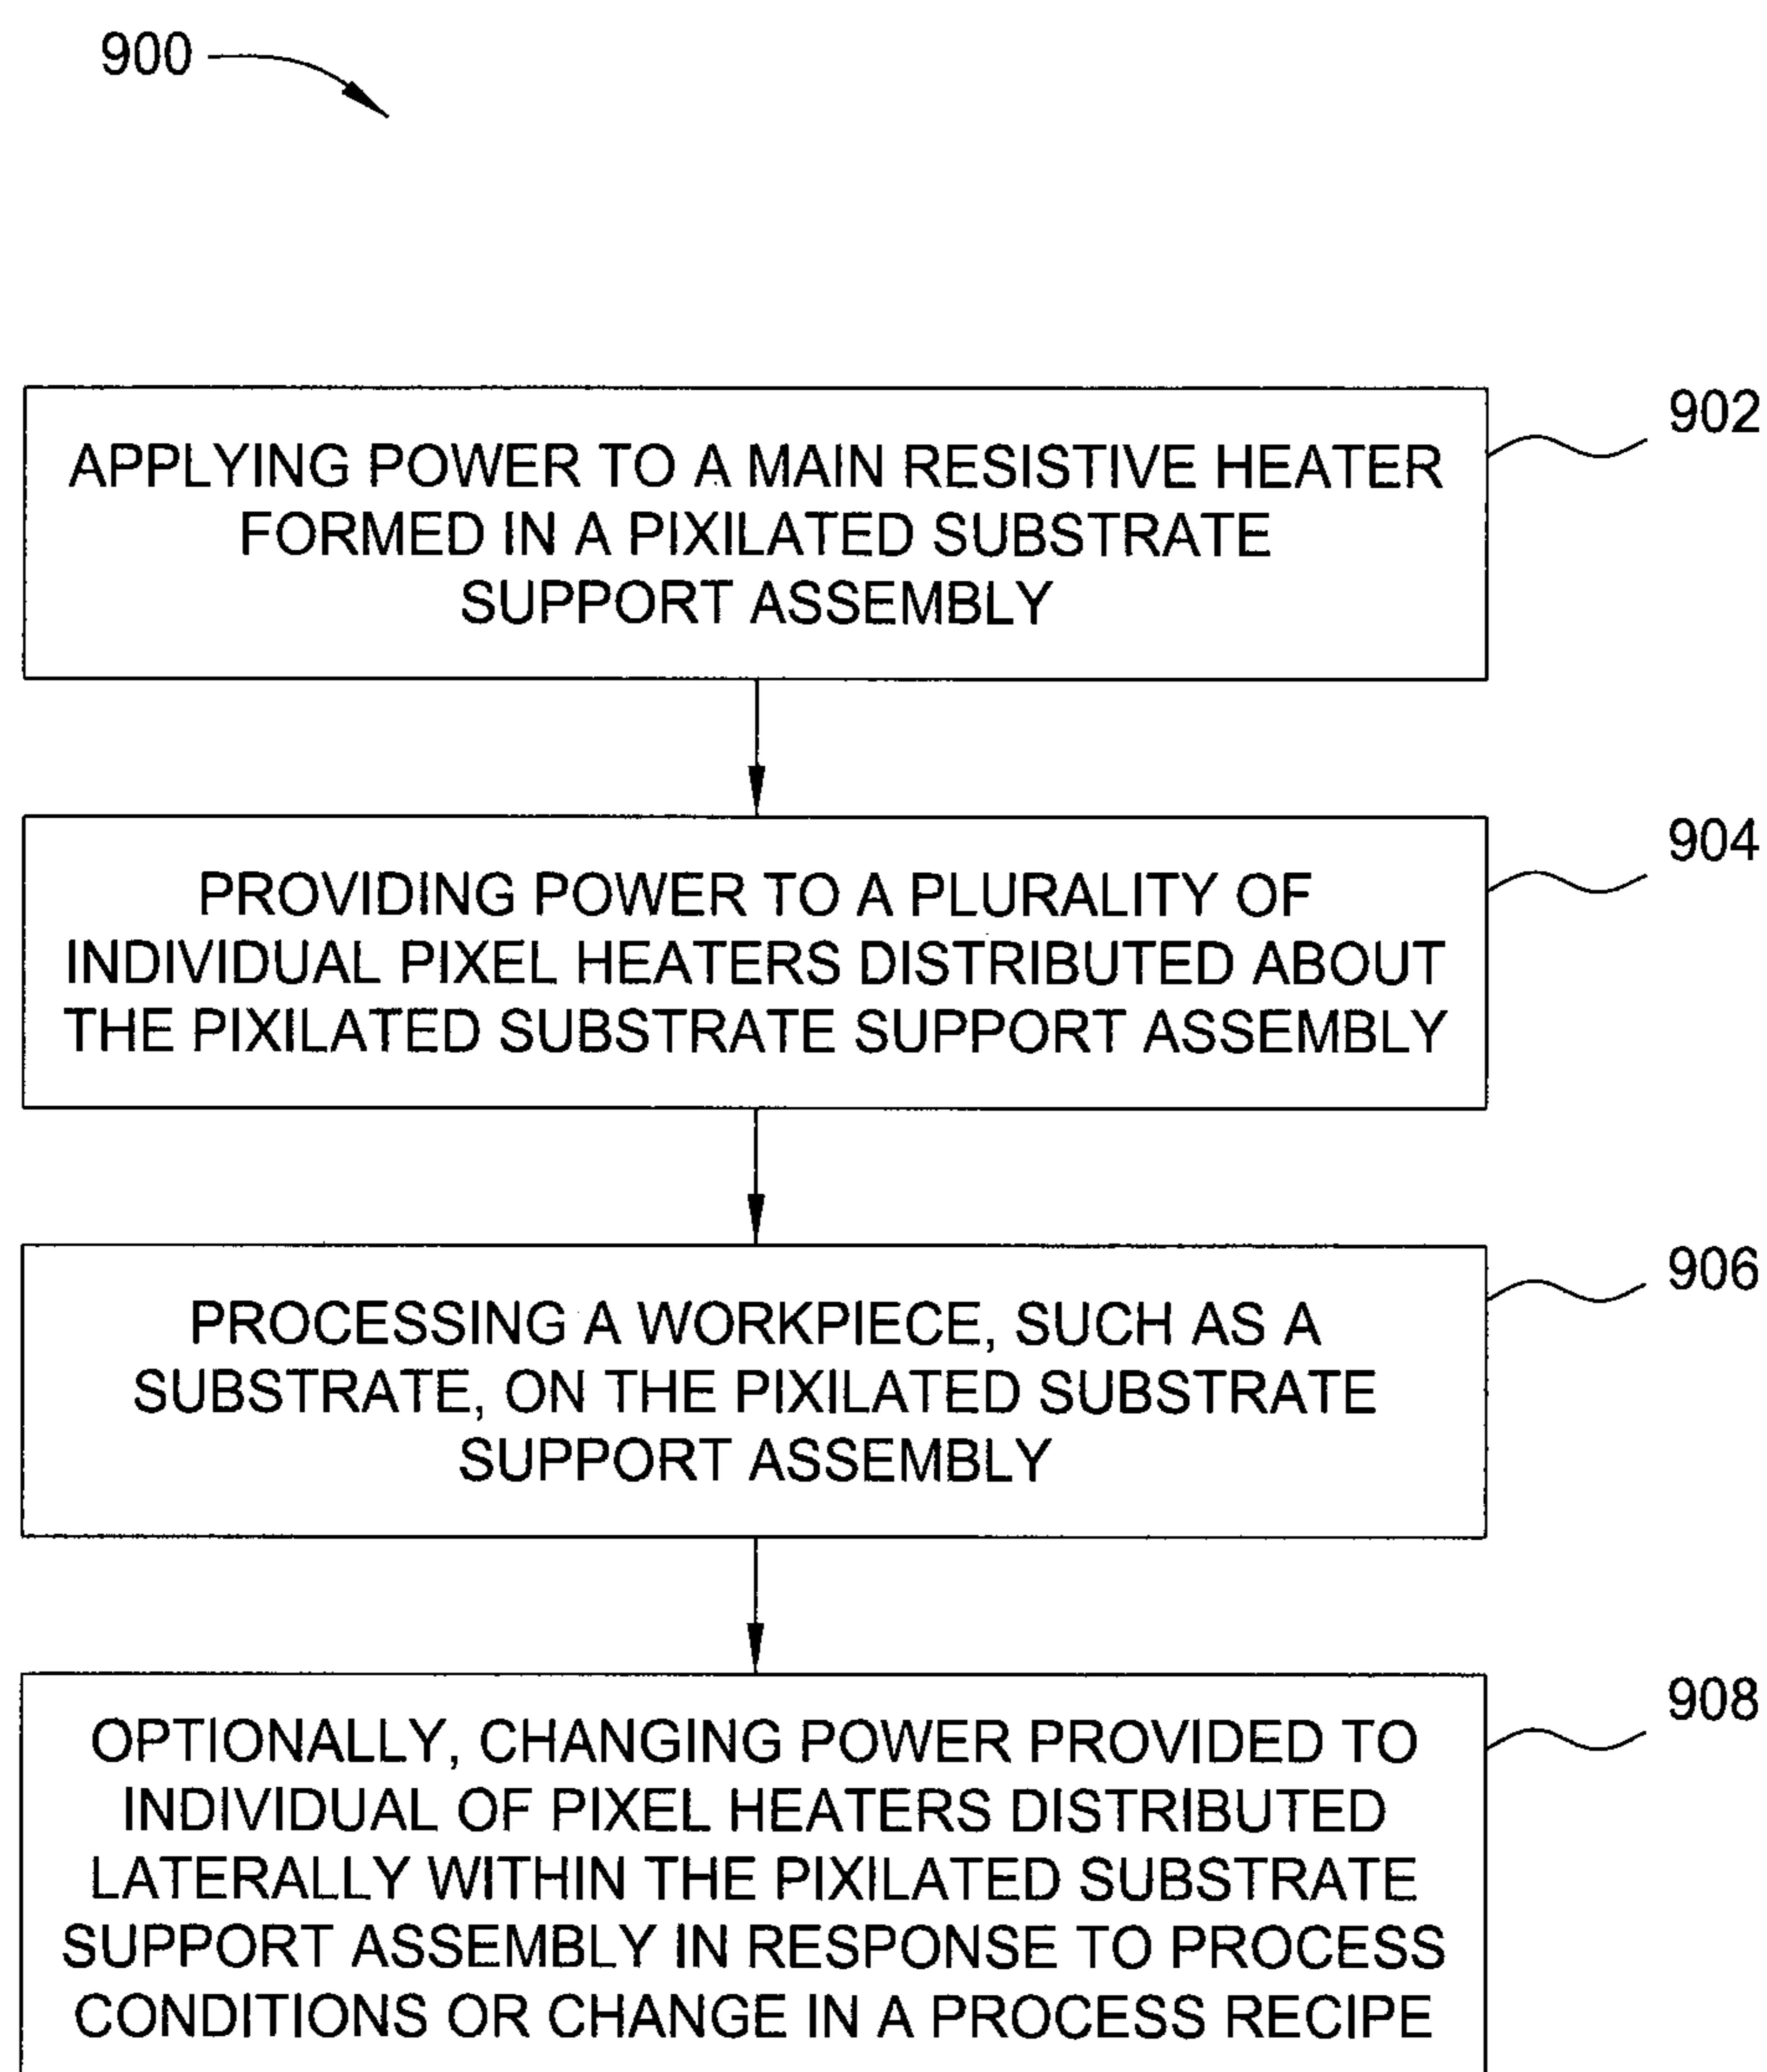 900
902
APPLYING POWER TO A MAIN RESISTIVE HEATER
FORMED IN A PIXILATED SUBSTRATE
SUPPORT ASSEMBLY
904
PROVIDING POWER TO A PLURALITY OF
INDIVIDUAL PIXEL HEATERS DISTRIBUTED ABOUT
THE PIXILATED SUBSTRATE SUPPORT ASSEMBLY
906
PROCESSING A WORKPIECE, SUCH AS A
SUBSTRATE, ON THE PIXILATED SUBSTRATE
SUPPORT ASSEMBLY
908
OPTIONALLY, CHANGING POWER PROVIDED TO
INDIVIDUAL OF PIXEL HEATERS DISTRIBUTED
LATERALLY WITHIN THE PIXILATED SUBSTRATE
SUPPORT ASSEMBLY IN RESPONSE TO PROCESS
CONDITIONS OR CHANGE IN A PROCESS RECIPE